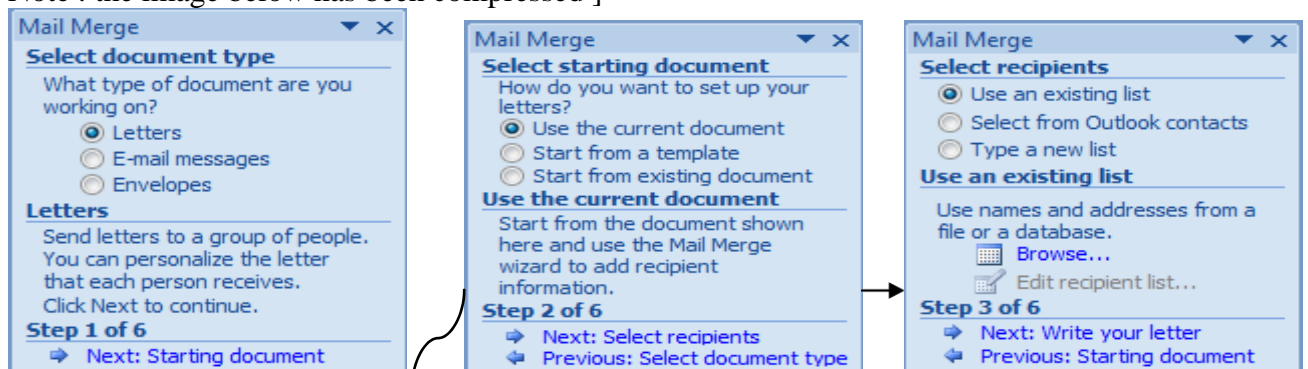 Note : the image below has been compressed ]
Mail Merge
Select document type
What type of document are you
working on?
Letters
E-mail messages
Envelopes
Letters
Send letters to a group of people.
You can personalize the letter
that each person receives.
Click Next to continue.
Step 1 of 6
Next: Starting document
Mail Merge
Select starting document
How do you want to set up your
letters?
Use the current document
Start from a template
Start from existing document
Use the current document
Start from the document shown
here and use the Mail Merge
wizard to add recipient
information.
Step 2 of 6
Next: Select recipients
Previous: Select document type
Mail Merge
Select recipients
Use an existing list
Select from Outlook contacts
Type a new list
Use an existing list
Use names and addresses from a
file or a database.
Browse...
Edit recipient list...
Step 3 of 6
Next: Write your letter
Previous: Starting document